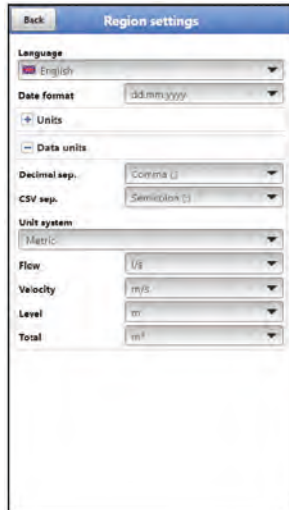 Back Region settings
Language
English
Date format dd.mm.yyyy
+ Units
− Data units
Decimal sep. Comma (,)
CSV sep. Semicolon (;)
Unit system
Metric
Flow l/s
Velocity m/s
Level m
Total m³